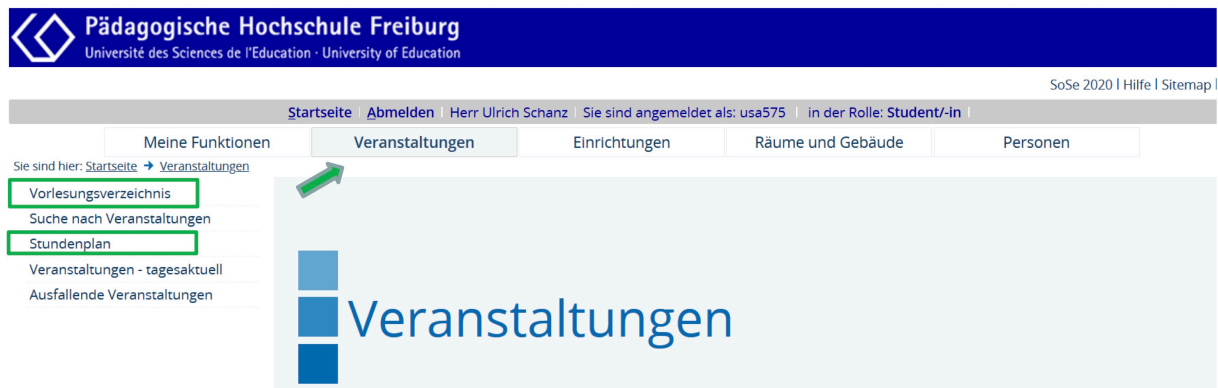 Pädagogische Hochschule Freiburg
Université des Sciences de l'Education · University of Education
SoSe 2020 | Hilfe | Sitemap |
Startseite | Abmelden | Herr Ulrich Schanz | Sie sind angemeldet als: usa575 | in der Rolle: Student/-in |
Meine Funktionen Veranstaltungen Einrichtungen Räume und Gebäude Personen
Sie sind hier: Startseite ➔ Veranstaltungen
Vorlesungsverzeichnis
Suche nach Veranstaltungen
Stundenplan
Veranstaltungen - tagesaktuell
Ausfallende Veranstaltungen
Veranstaltungen